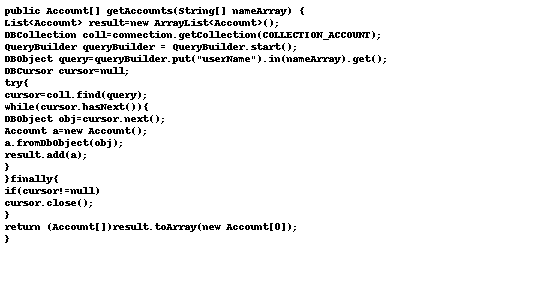 public Account[] getAccounts(String[] nameArray) {
List<Account> result=new ArrayList<Account>();
DBCollection coll=connection.getCollection(COLLECTION_ACCOUNT);
QueryBuilder queryBuilder = QueryBuilder.start();
DBObject query=queryBuilder.put("userName").in(nameArray).get();
DBCursor cursor=null;
try{
cursor=coll.find(query);
while(cursor.hasNext()){
DBObject obj=cursor.next();
Account a=new Account();
a.fromDbObject(obj);
result.add(a);
}
}finally{
if(cursor!=null)
cursor.close();
}
return (Account[])result.toArray(new Account[0]);
}